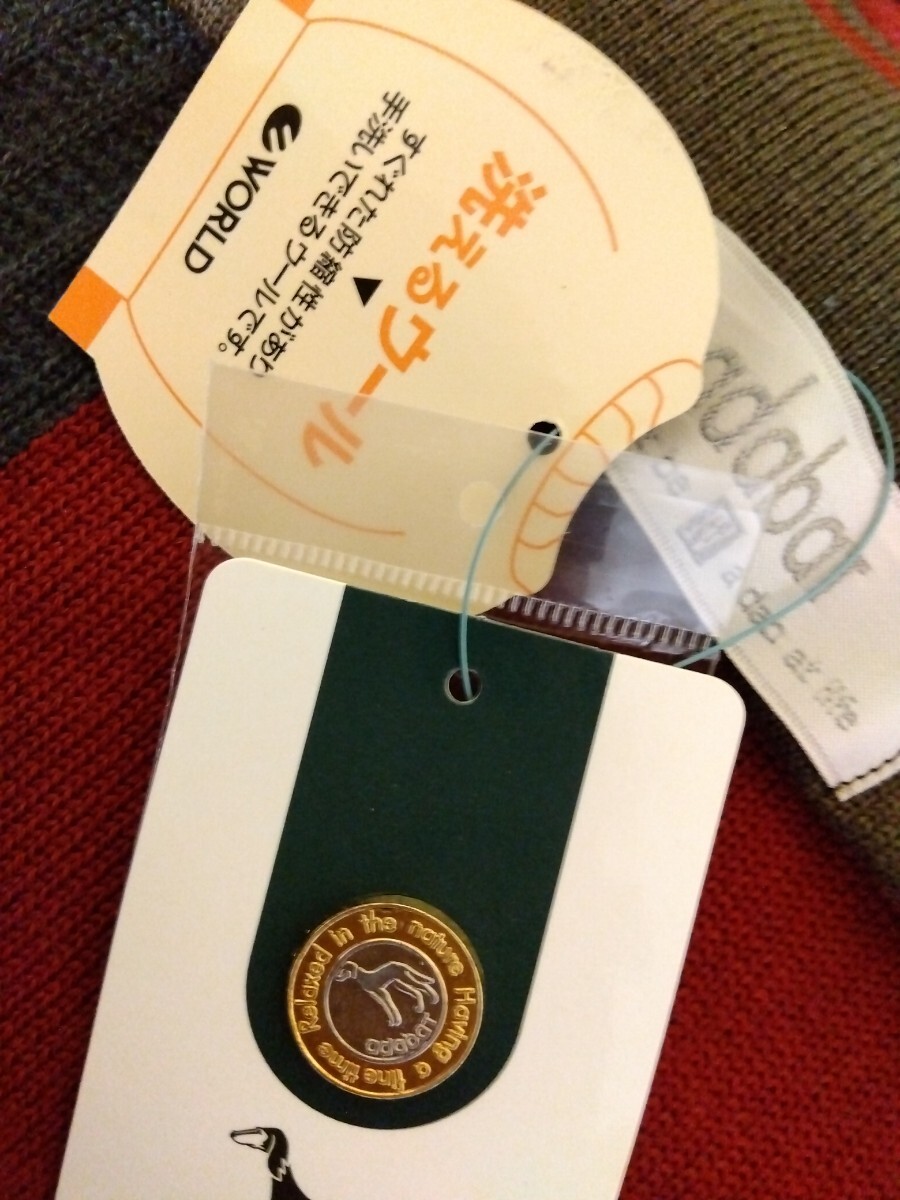 洗えるウール
すぐれた防縮性があり
手洗いできるウールです。
WORLD
adabat
Relaxed in the nature Having a fine time
adabat